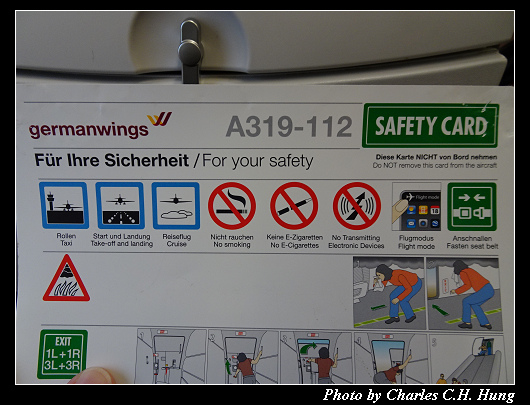 germanwings
A319-112
SAFETY CARD
Für Ihre Sicherheit / For your safety
Diese Karte NICHT von Bord nehmen
Do NOT remove this card from the aircraft
Rollen
Taxi
Start und Landung
Take-off and landing
Reiseflug
Cruise
Nicht rauchen
No smoking
Keine E-Zigaretten
No E-Cigarettes
No Transmitting
Electronic Devices
Flight mode
Flugmodus
Flight mode
Anschnallen
Fasten seat belt
EXIT
1L+1R
3L+3R
Photo by Charles C.H. Hung